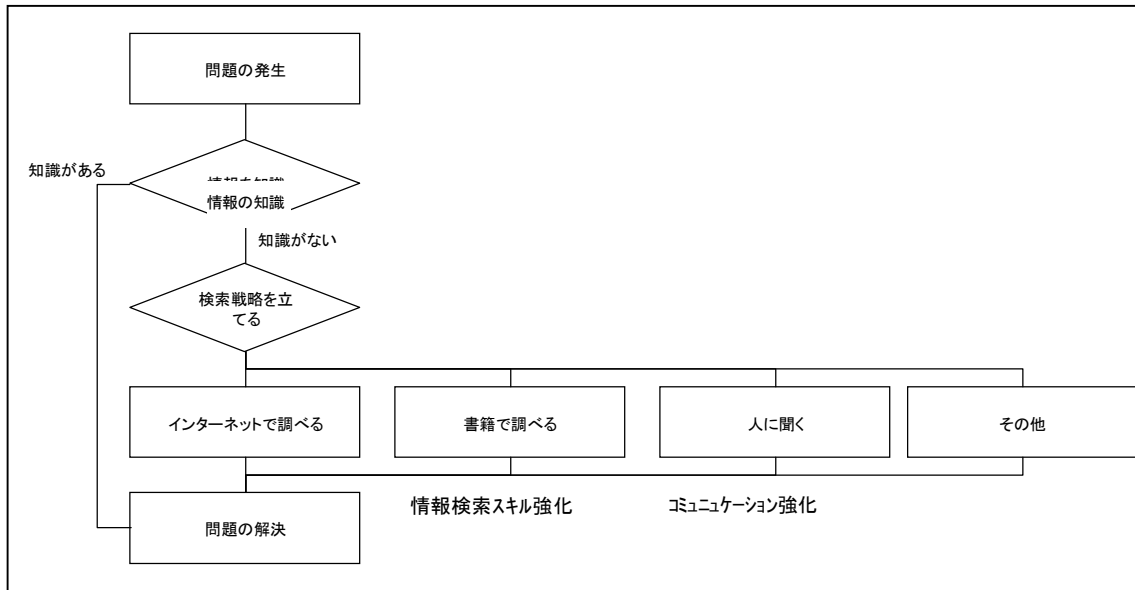 問題の発生
知識がある
情報の知識
知識がない
検索戦略を立
てる
インターネットで調べる
書籍で調べる
人に聞く
その他
情報検索スキル強化
コミュニケーション強化
問題の解決